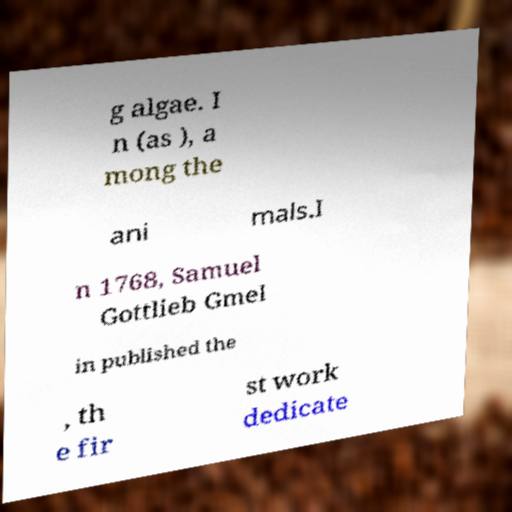 g algae. I
n (as ), a
mong the
ani mals.I
n 1768, Samuel
Gottlieb Gmel
in published the
, th st work
e fir dedicate